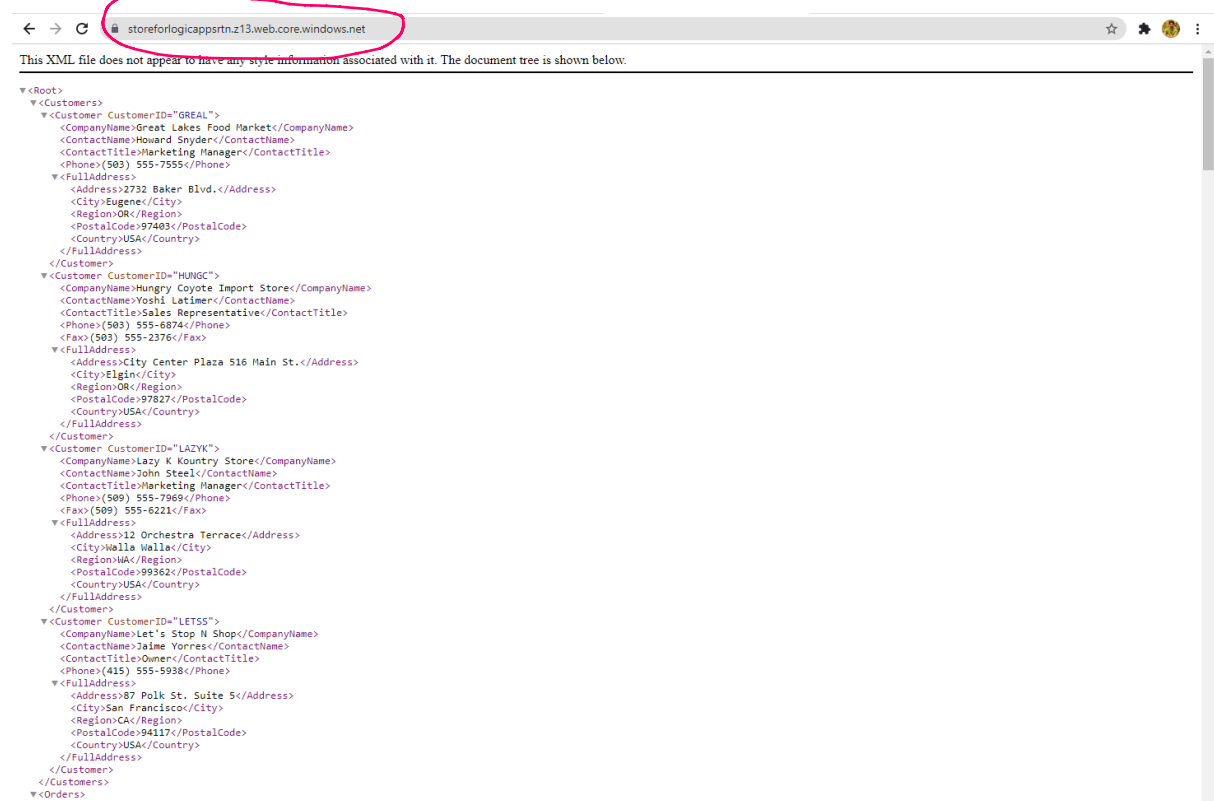 storeforlogicappsrtn.z13.web.core.windows.net
This XML file does not appear to have any style information associated with it. The document tree is shown below.
▼<Root>
▼<Customers>
▼<Customer CustomerID="GREAL">
<CompanyName>Great Lakes Food Market</CompanyName>
<ContactName>Howard Snyder</ContactName>
<ContactTitle>Marketing Manager</ContactTitle>
<Phone>(503) 555-7555</Phone>
▼<FullAddress>
<Address>2732 Baker Blvd.</Address>
<City>Eugene</City>
<Region>OR</Region>
<PostalCode>97403</PostalCode>
<Country>USA</Country>
</FullAddress>
</Customer>
▼<Customer CustomerID="HUNGC">
<CompanyName>Hungry Coyote Import Store</CompanyName>
<ContactName>Yoshi Latimer</ContactName>
<ContactTitle>Sales Representative</ContactTitle>
<Phone>(503) 555-6874</Phone>
<Fax>(503) 555-2376</Fax>
▼<FullAddress>
<Address>City Center Plaza 516 Main St.</Address>
<City>Elgin</City>
<Region>OR</Region>
<PostalCode>97827</PostalCode>
<Country>USA</Country>
</FullAddress>
</Customer>
▼<Customer CustomerID="LAZYK">
<CompanyName>Lazy K Kountry Store</CompanyName>
<ContactName>John Steel</ContactName>
<ContactTitle>Marketing Manager</ContactTitle>
<Phone>(509) 555-7969</Phone>
<Fax>(509) 555-6221</Fax>
▼<FullAddress>
<Address>12 Orchestra Terrace</Address>
<City>Walla Walla</City>
<Region>WA</Region>
<PostalCode>99362</PostalCode>
<Country>USA</Country>
</FullAddress>
</Customer>
▼<Customer CustomerID="LETSS">
<CompanyName>Let's Stop N Shop</CompanyName>
<ContactName>Jaime Yorres</ContactName>
<ContactTitle>Owner</ContactTitle>
<Phone>(415) 555-5938</Phone>
▼<FullAddress>
<Address>87 Polk St. Suite 5</Address>
<City>San Francisco</City>
<Region>CA</Region>
<PostalCode>94117</PostalCode>
<Country>USA</Country>
</FullAddress>
</Customer>
</Customers>
▼<Orders>